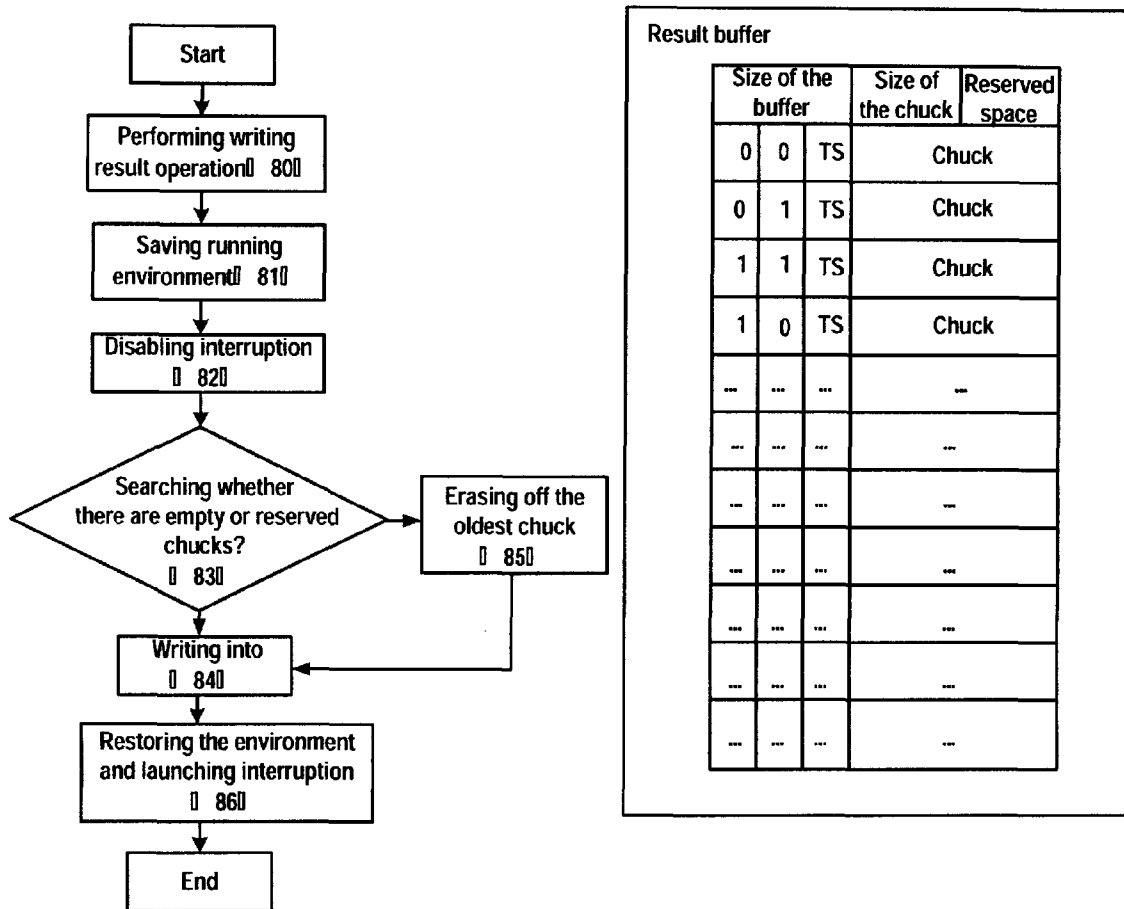 Start
Performing writing
result operation▯ 80▯
Saving running
environment▯ 81▯
Disabling interruption
▯ 82▯
Searching whether
there are empty or reserved
chucks?
▯ 83▯
Erasing off the
oldest chuck
▯ 85▯
Writing into
▯ 84▯
Restoring the environment
and launching interruption
▯ 86▯
End
Result buffer
Size of the
buffer
Size of
the chuck
Reserved
space
0 0 TS Chuck
0 1 TS Chuck
1 1 TS Chuck
1 0 TS Chuck
... ... ... ...
... ... ... ...
... ... ... ...
... ... ... ...
... ... ... ...
... ... ... ...
... ... ... ...